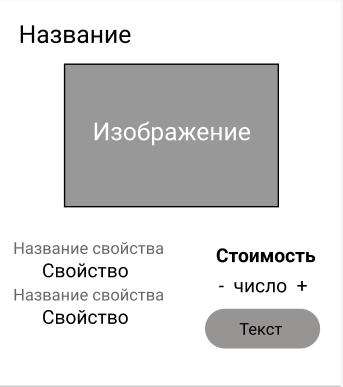 Название
Изображение
Название свойства
Свойство
Название свойства
Свойство
Стоимость
- число +
Текст